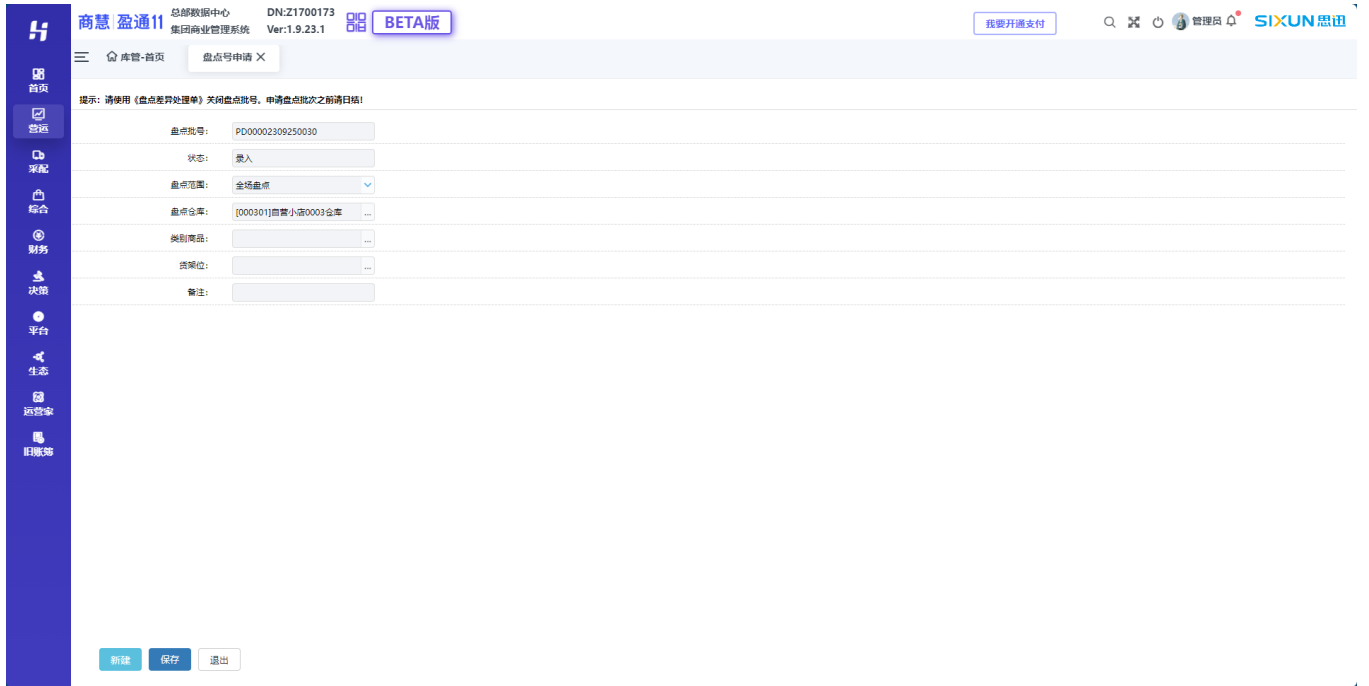 商慧 盈通11 总部数据中心 DN:Z1700173
集团商业管理系统 Ver:1.9.23.1
BETA版
我要开通支付
管理员
SIXUN思迅
库管-首页
盘点号申请
首页
营运
采配
综合
财务
决策
平台
生态
运营家
旧账簿
提示：请使用《盘点差异处理单》关闭盘点批号。申请盘点批次之前请日结！
盘点批号： PD00002309250030
状态： 录入
盘点范围： 全场盘点
盘点仓库： [000301]自营小店0003仓库 ...
类别商品： ...
货架位： ...
备注：
新建 保存 退出